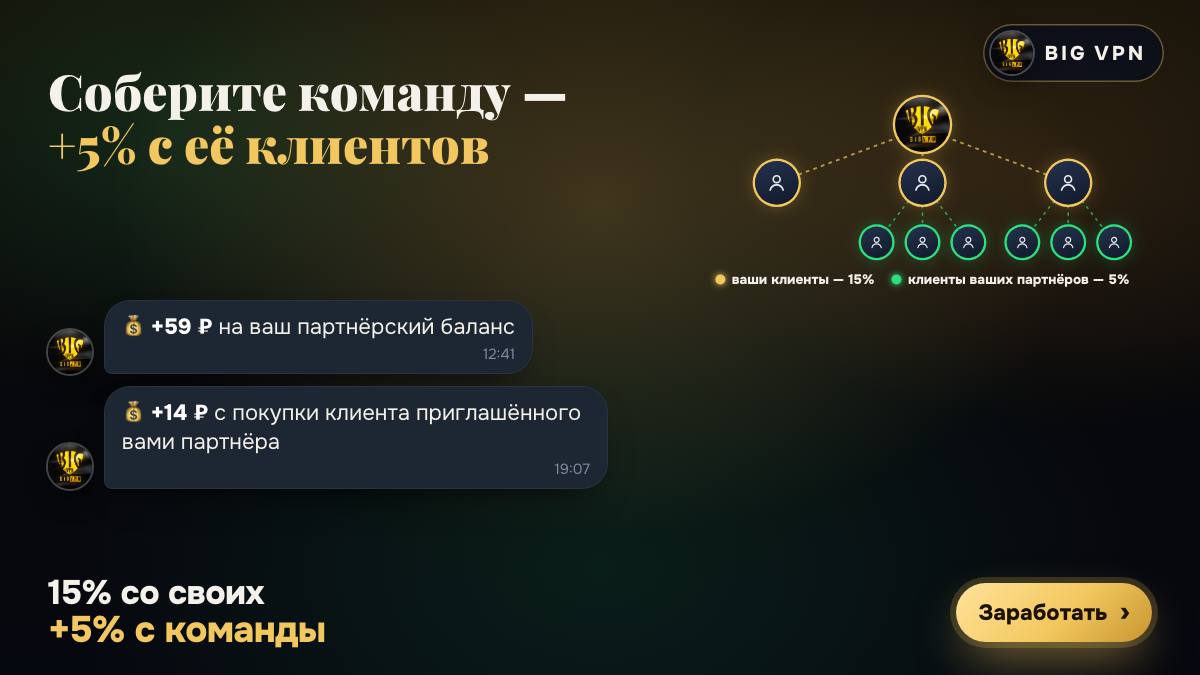 BIG VPN
Соберите команду —
+5% с её клиентов
ваши клиенты — 15%
клиенты ваших партнёров — 5%
+59 ₽ на ваш партнёрский баланс
12:41
+14 ₽ с покупки клиента приглашённого
вами партнёра
19:07
15% со своих
+5% с команды
Заработать ›